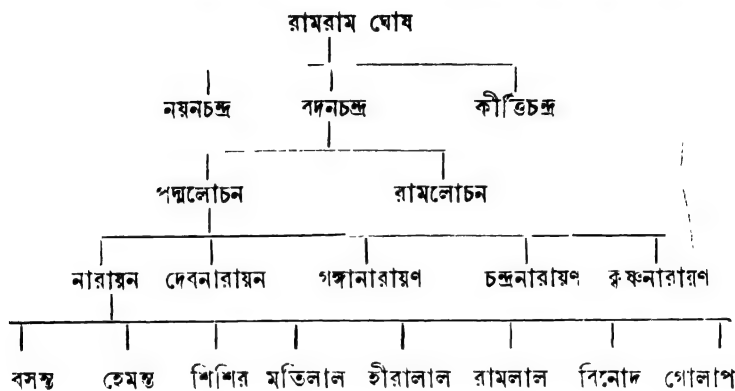 রামরাম ঘোষ
নয়নচন্দ্র বদনচন্দ্র কীর্ত্তিচন্দ্র
পদ্মলোচন রামলোচন
নারায়ন দেবনারায়ন গঙ্গানারায়ণ চন্দ্রনারায়ণ কৃষ্ণনারায়ণ
বসন্ত হেমন্ত শিশির মতিলাল হীরালাল রামলাল বিনোদ গোলাপ